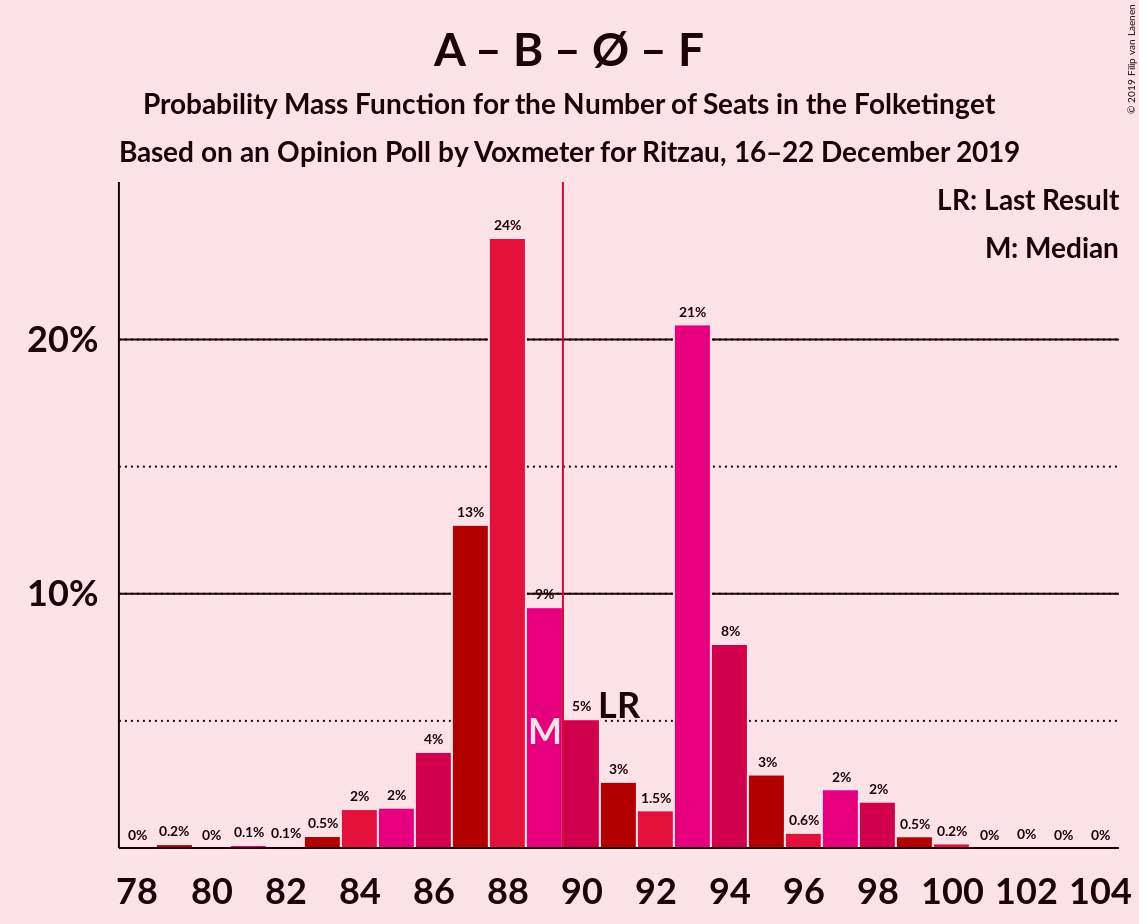 A – B – Ø – F
Probability Mass Function for the Number of Seats in the Folketinget
Based on an Opinion Poll by Voxmeter for Ritzau, 16–22 December 2019
© 2019 Filip van Laenen
LR: Last Result
M: Median
20%
10%
0% 0.2% 0% 0.1% 0.1% 0.5% 2% 2% 4% 13% 24% 9% 5% 3% 1.5% 21% 8% 3% 0.6% 2% 2% 0.5% 0.2% 0% 0% 0% 0%
LR
M
78 80 82 84 86 88 90 92 94 96 98 100 102 104